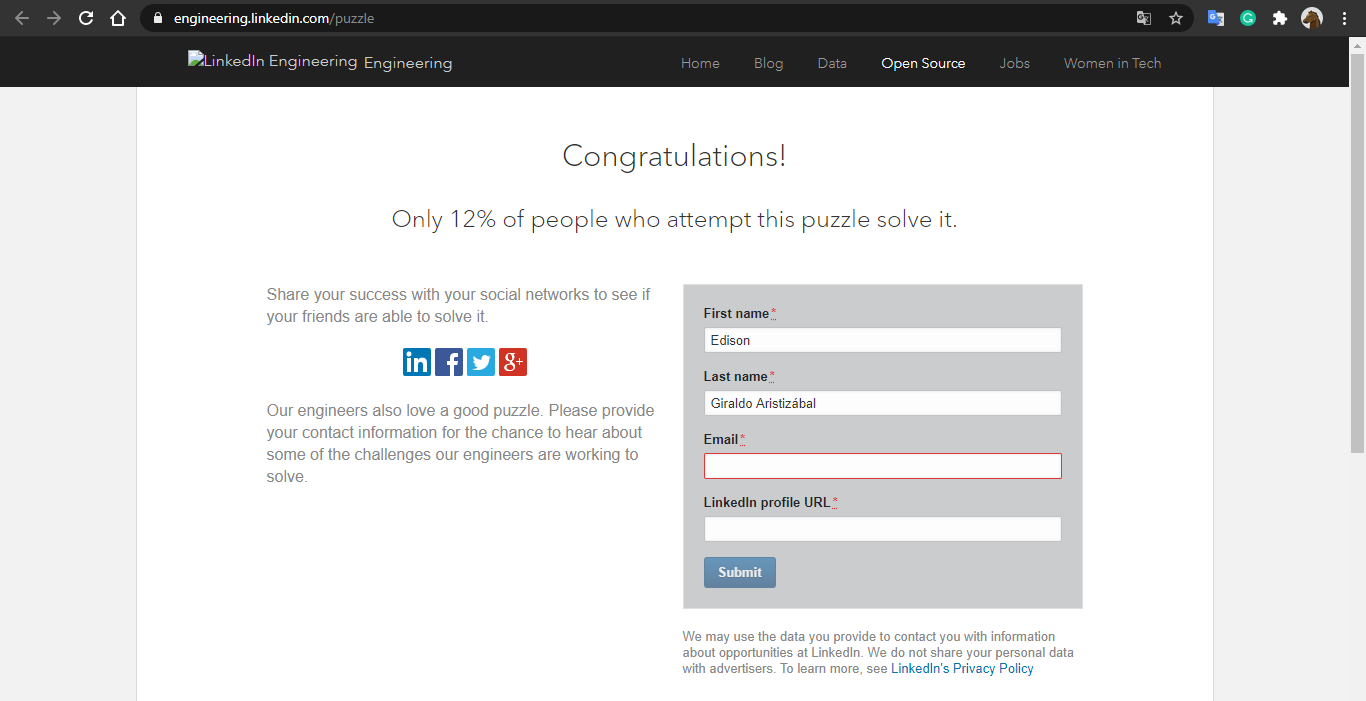 engineering.linkedin.com/puzzle
LinkedIn Engineering Engineering
Home Blog Data Open Source Jobs Women in Tech
Congratulations!
Only 12% of people who attempt this puzzle solve it.
Share your success with your social networks to see if
your friends are able to solve it.
in f g+
Our engineers also love a good puzzle. Please provide
your contact information for the chance to hear about
some of the challenges our engineers are working to
solve.
First name*
Edison
Last name*
Giraldo Aristizábal
Email*
LinkedIn profile URL*
Submit
We may use the data you provide to contact you with information
about opportunities at LinkedIn. We do not share your personal data
with advertisers. To learn more, see LinkedIn's Privacy Policy